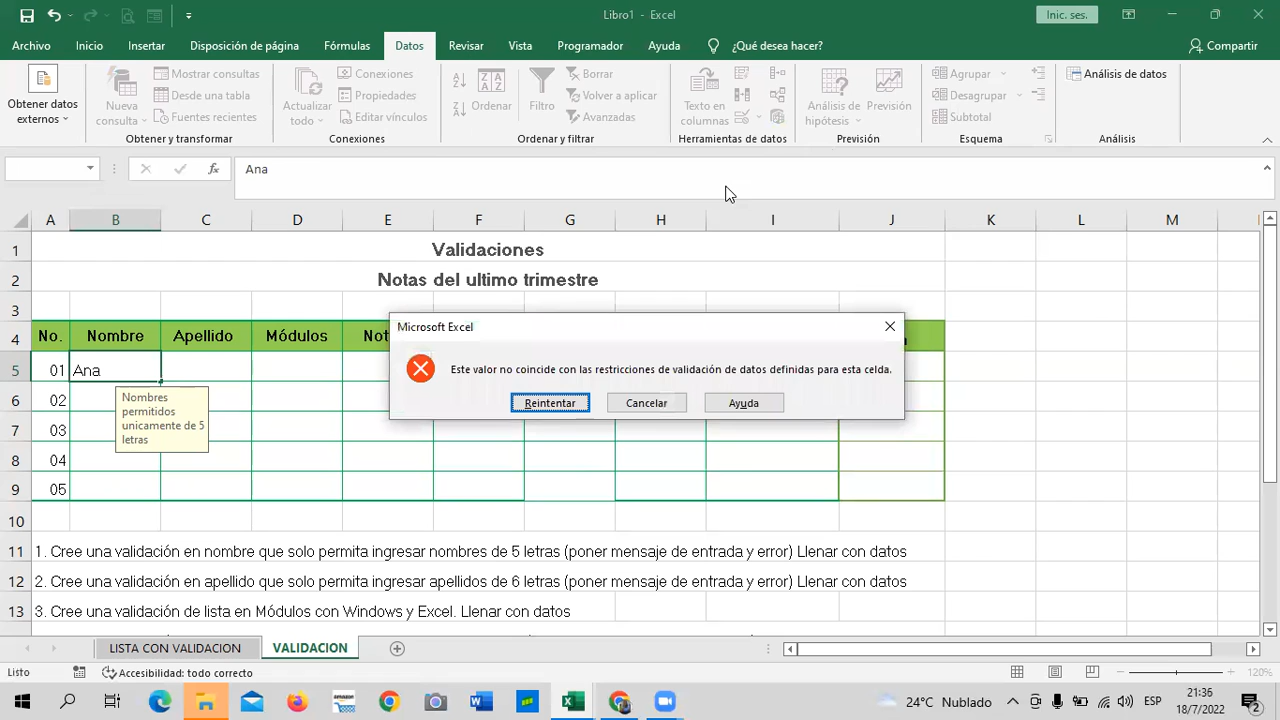 Libro1 - Excel
Inic. ses.
Archivo Inicio Insertar Disposición de página Fórmulas Datos Revisar Vista Programador Ayuda ¿Qué desea hacer? Compartir
Obtener datos externos
Nueva consulta
Mostrar consultas
Desde una tabla
Fuentes recientes
Obtener y transformar
Actualizar todo
Conexiones
Propiedades
Editar vínculos
Conexiones
Ordenar
Filtro
Borrar
Volver a aplicar
Avanzadas
Ordenar y filtrar
Texto en columnas
Herramientas de datos
Análisis de hipótesis
Previsión
Previsión
Agrupar
Desagrupar
Subtotal
Esquema
Análisis de datos
Análisis
fx Ana
A B C D E F G H I J K L M
1 Validaciones
2 Notas del ultimo trimestre
3
4 No. Nombre Apellido Módulos Not
5 01 Ana
6 02
7 03
8 04
9 05
10
Nombres
permitidos
unicamente de 5
letras
Microsoft Excel
Este valor no coincide con las restricciones de validación de datos definidas para esta celda.
Reintentar Cancelar Ayuda
11 1. Cree una validación en nombre que solo permita ingresar nombres de 5 letras (poner mensaje de entrada y error) Llenar con datos
12 2. Cree una validación en apellido que solo permita ingresar apellidos de 6 letras (poner mensaje de entrada y error) Llenar con datos
13 3. Cree una validación de lista en Módulos con Windows y Excel. Llenar con datos
LISTA CON VALIDACION VALIDACION
Listo Accesibilidad: todo correcto 120%
24°C Nublado ESP 21:36
18/7/2022 2